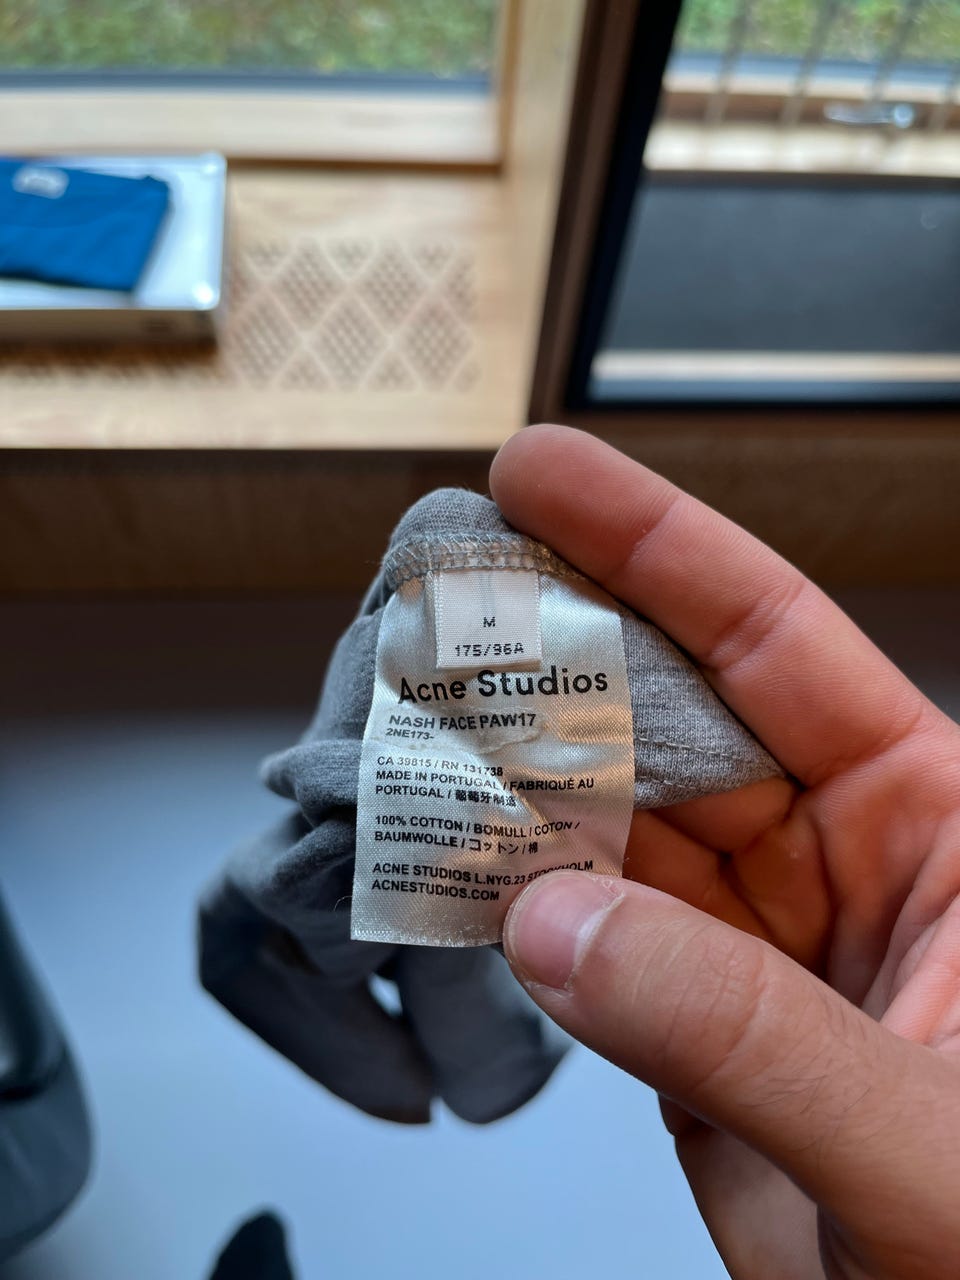 M
175/96A
Acne Studios
NASH FACE PAW17
2NE173-
CA 39815 / RN 131738
MADE IN PORTUGAL / FABRIQUÉ AU
PORTUGAL / 葡萄牙制造
100% COTTON / BOMULL / COTON /
BAUMWOLLE / コットン / 棉
ACNE STUDIOS L.NYG.23 STOCKHOLM
ACNESTUDIOS.COM